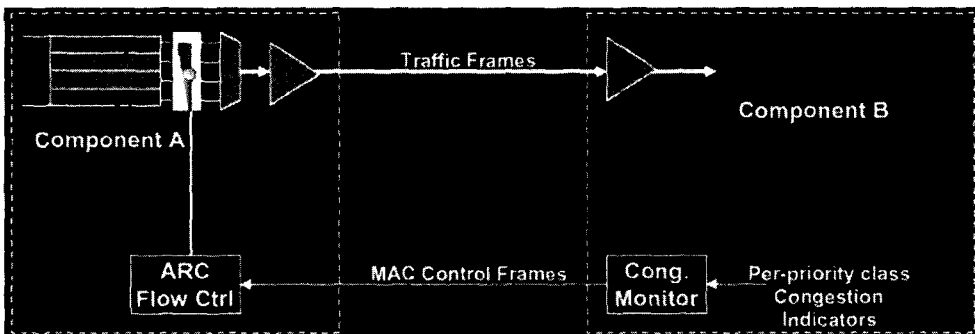 Traffic Frames
Component A
Component B
ARC
Flow Ctrl
MAC Control Frames
Cong.
Monitor
Per-priority class
Congestion
Indicators